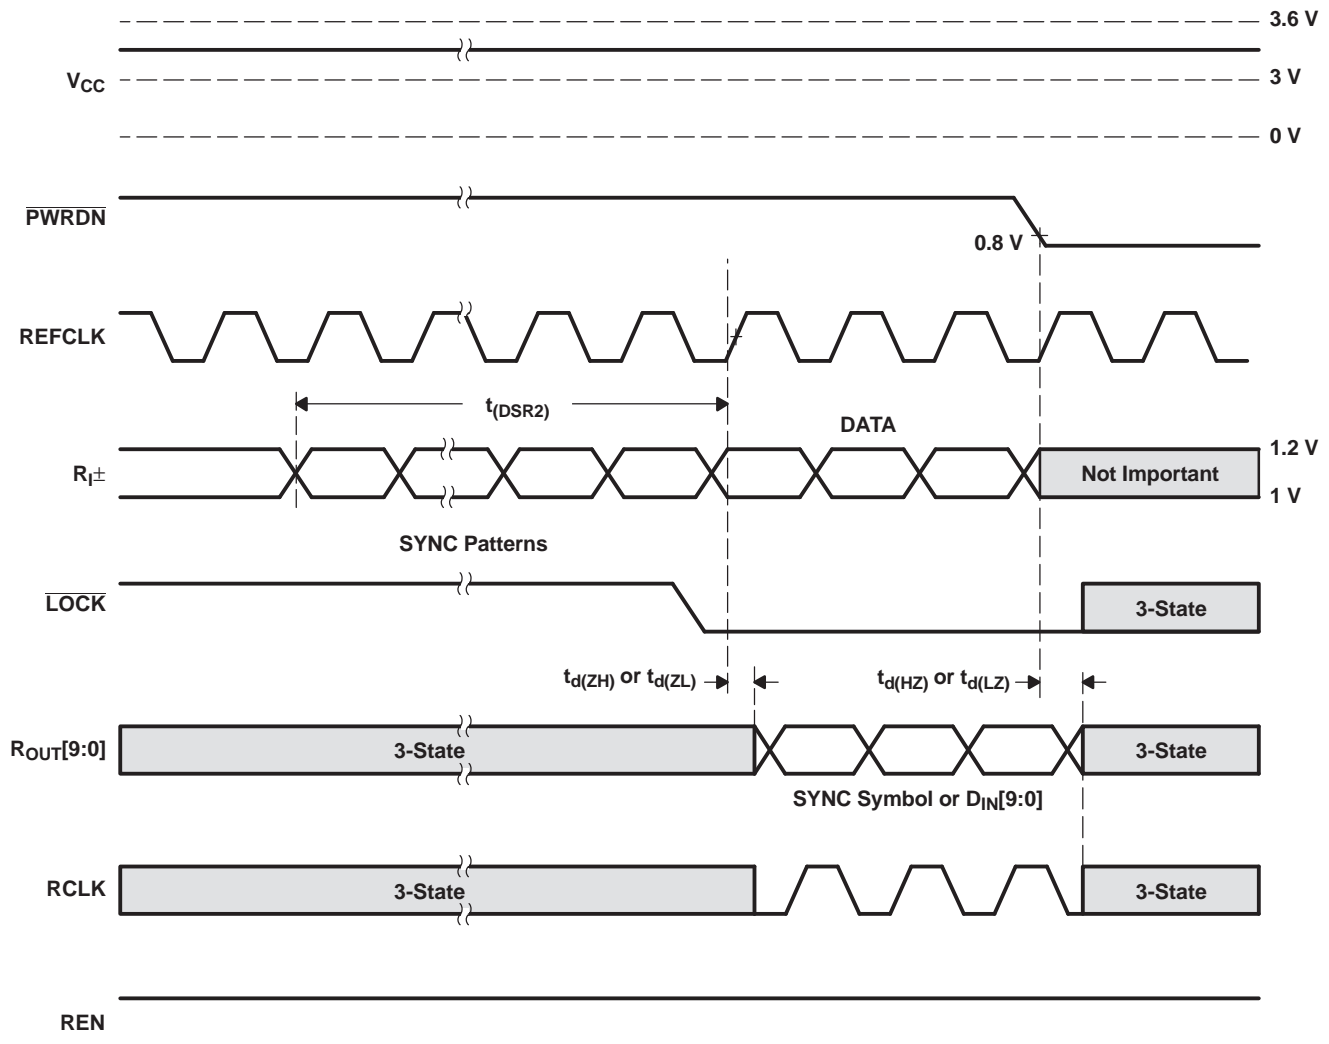 3.6 V
VCC
3 V
0 V
PWRDN
0.8 V
REFCLK
t(DSR2)
DATA
RI±
1.2 V
Not Important
1 V
SYNC Patterns
LOCK
3-State
td(ZH) or td(ZL)
td(HZ) or td(LZ)
ROUT[9:0]
3-State
3-State
SYNC Symbol or DIN[9:0]
RCLK
3-State
3-State
REN